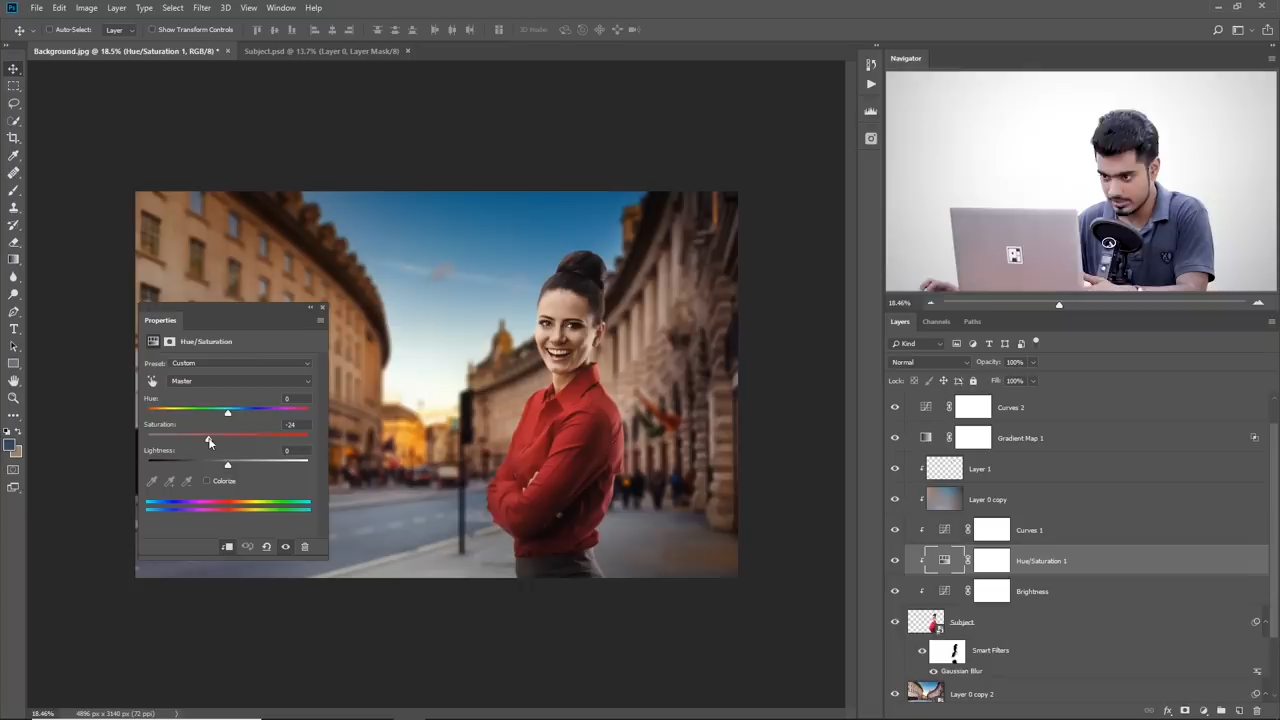 Ps File Edit Image Layer Type Select Filter 3D View Window Help
Auto-Select: Layer Show Transform Controls 3D Mode:
Background.jpg @ 18.5% (Hue/Saturation 1, RGB/8) * × Subject.psd @ 13.7% (Layer 0, Layer Mask/8) ×
Navigator
18.46%
Properties
Hue/Saturation
Preset: Custom
Master
Hue: 0
Saturation: -24
Lightness: 0
Colorize
Layers Channels Paths
Kind
Normal Opacity: 100%
Lock: Fill: 100%
Curves 2
Gradient Map 1
Layer 1
Layer 0 copy
Curves 1
Hue/Saturation 1
Brightness
Subject
Smart Filters
Gaussian Blur
Layer 0 copy 2
fx
18.46% 4896 px x 3140 px (72 ppi)